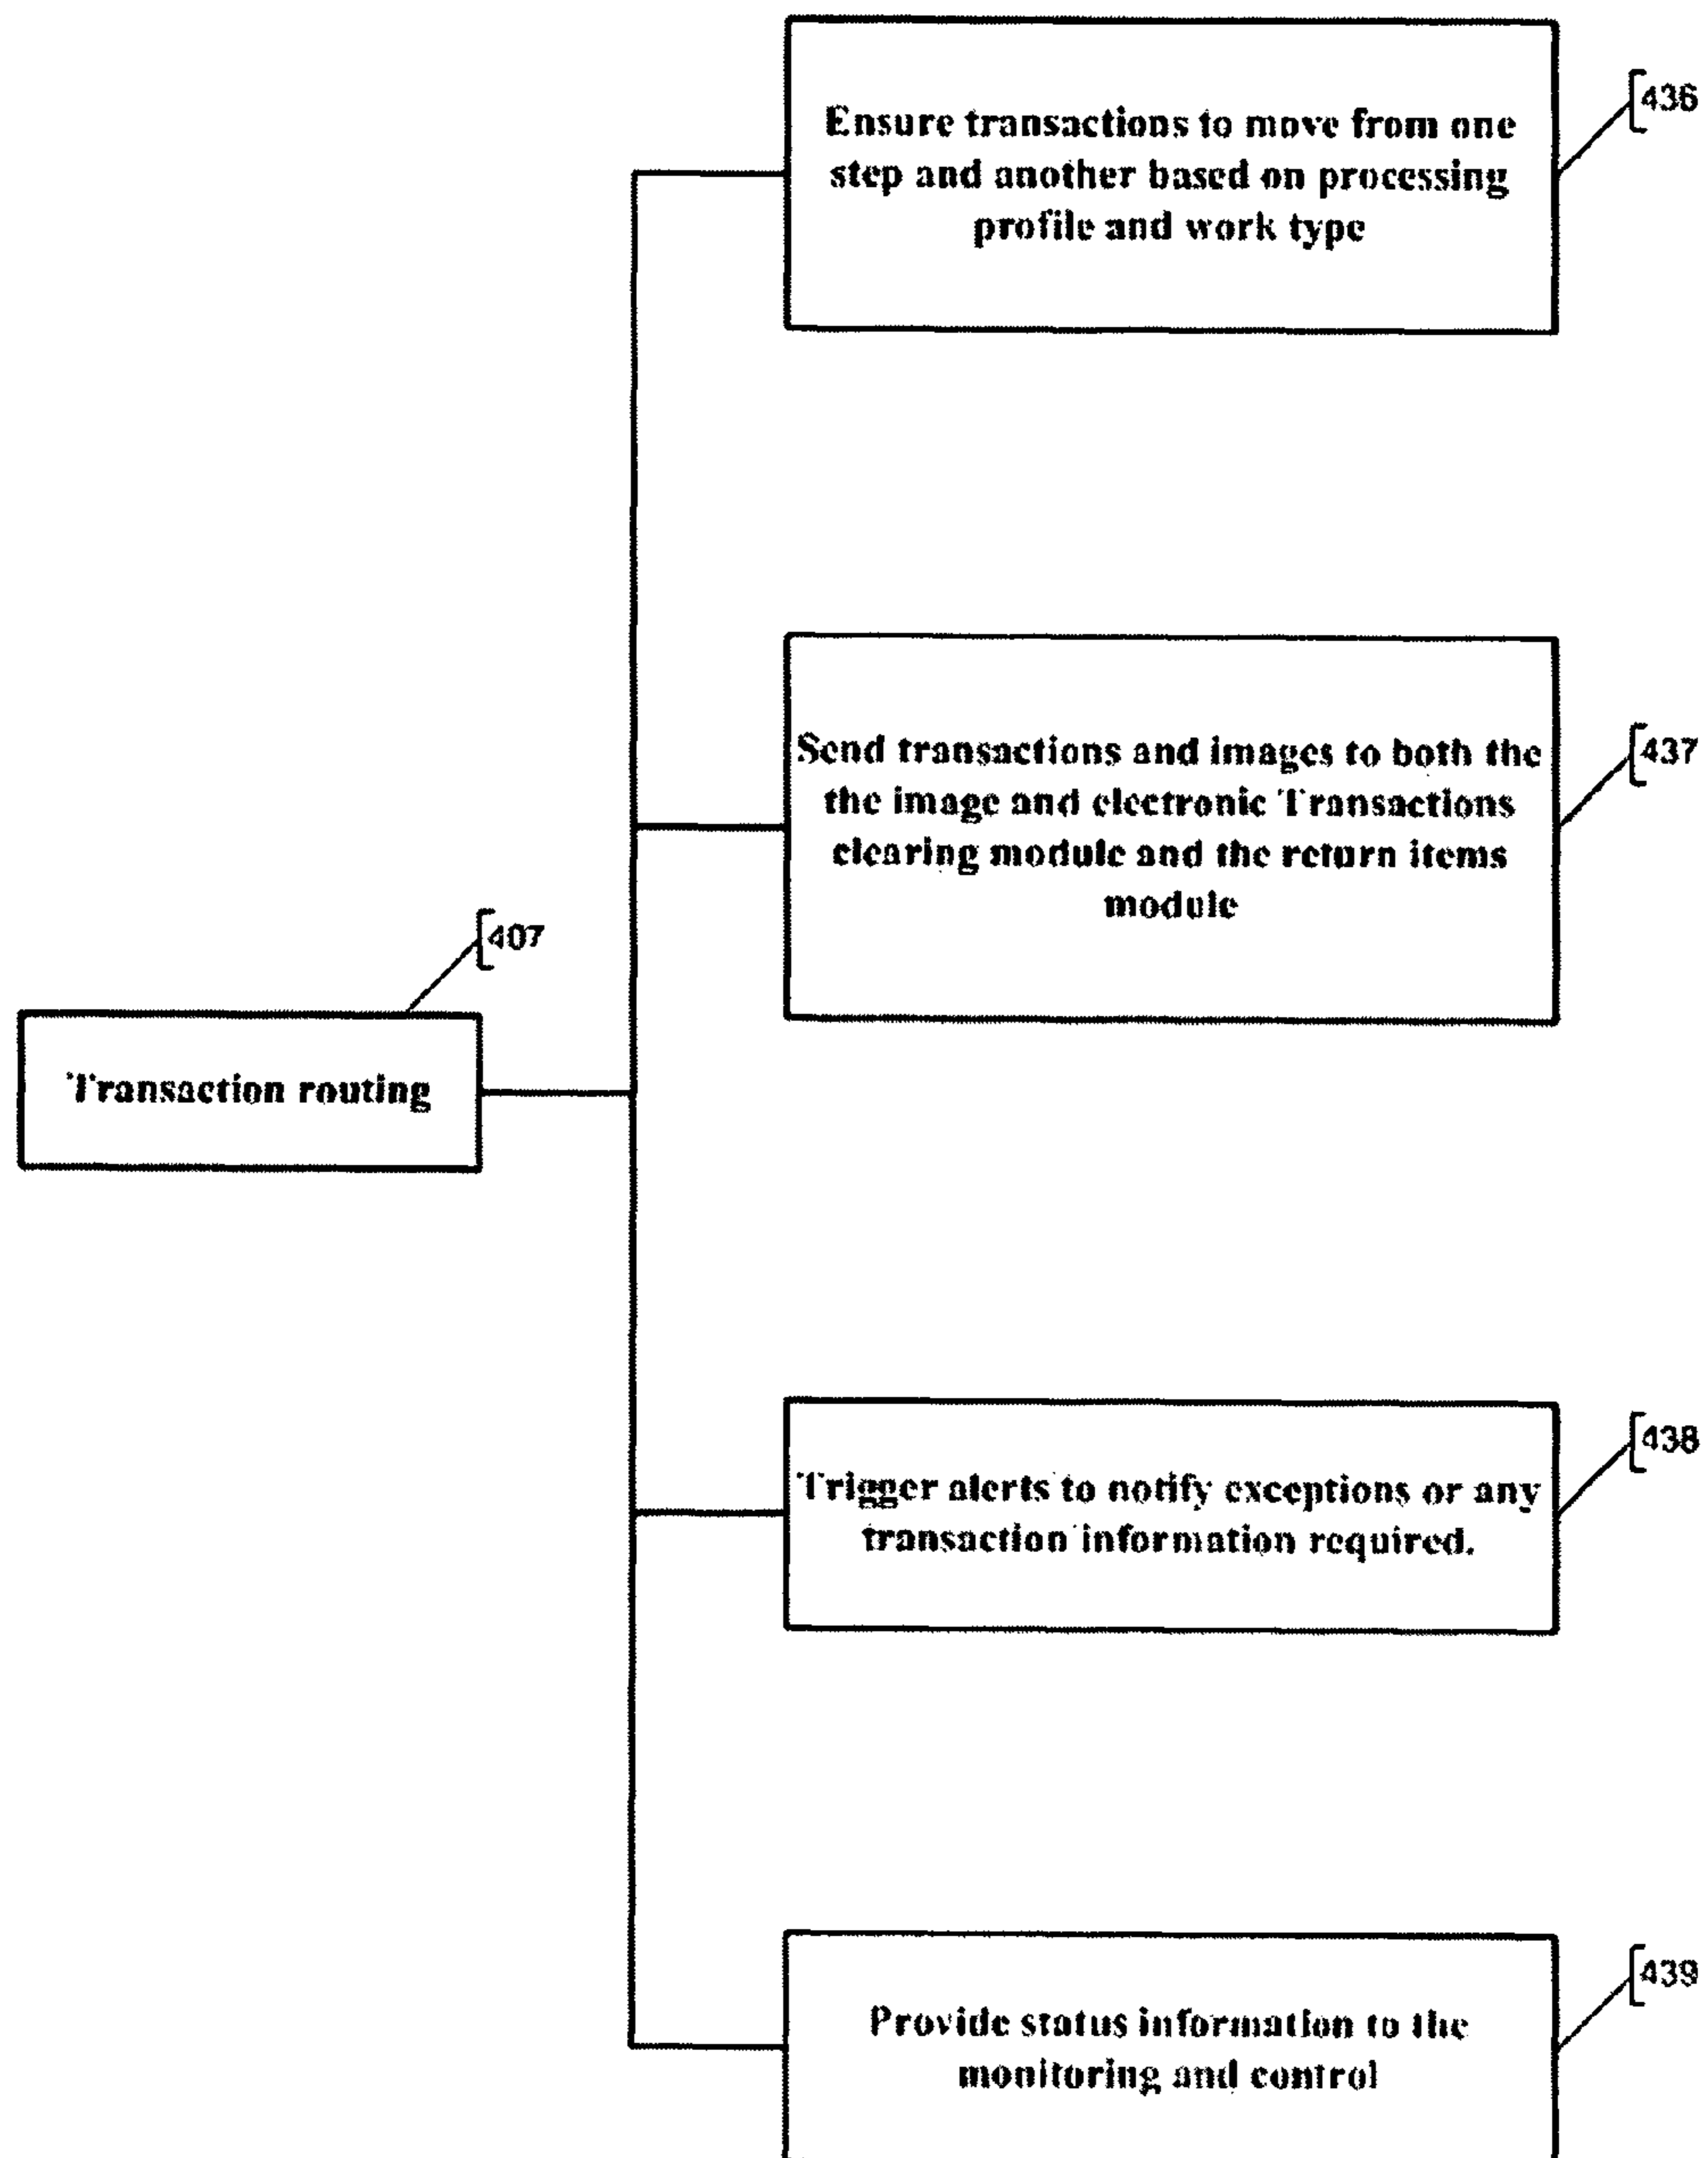 436
Ensure transactions to move from one
step and another based on processing
profile and work type
437
Send transactions and images to both the
the image and electronic Transactions
clearing module and the return items
module
407
Transaction routing
438
Trigger alerts to notify exceptions or any
transaction information required.
439
Provide status information to the
monitoring and control